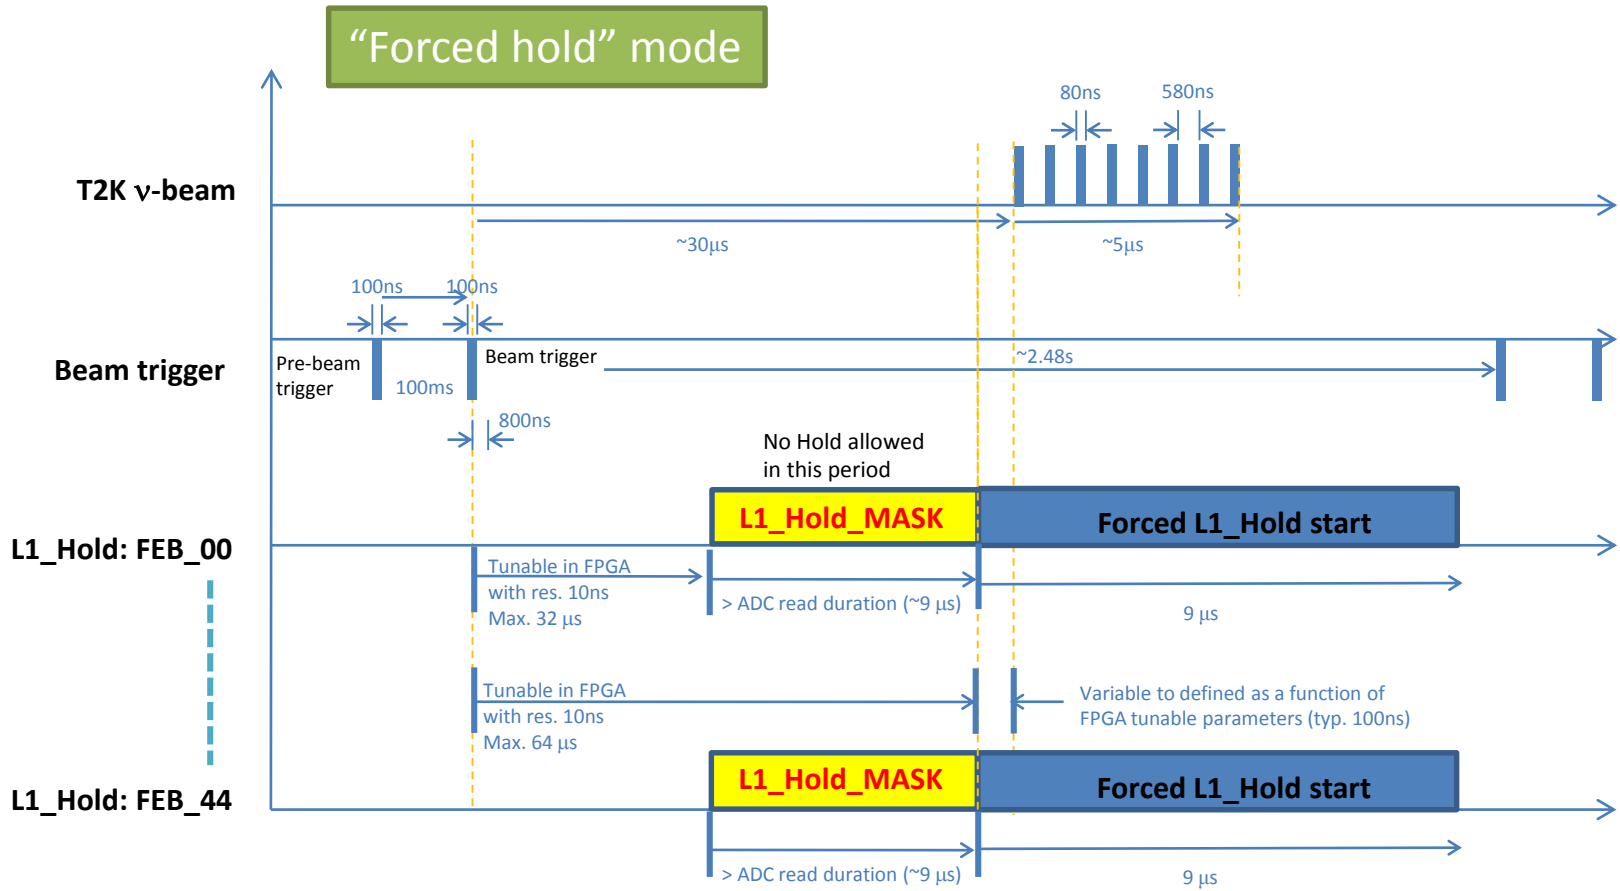 “Forced hold” mode
80ns 580ns
T2K ν-beam
~30μs
~5μs
100ns 100ns
Beam trigger
Pre-beam
trigger
100ms
Beam trigger
~2.48s
800ns
No Hold allowed
in this period
L1_Hold: FEB_00
L1_Hold_MASK
Forced L1_Hold start
Tunable in FPGA
with res. 10ns
Max. 32 μs
> ADC read duration (~9 μs)
9 μs
Tunable in FPGA
with res. 10ns
Max. 64 μs
Variable to defined as a function of
FPGA tunable parameters (typ. 100ns)
L1_Hold: FEB_44
L1_Hold_MASK
Forced L1_Hold start
> ADC read duration (~9 μs)
9 μs